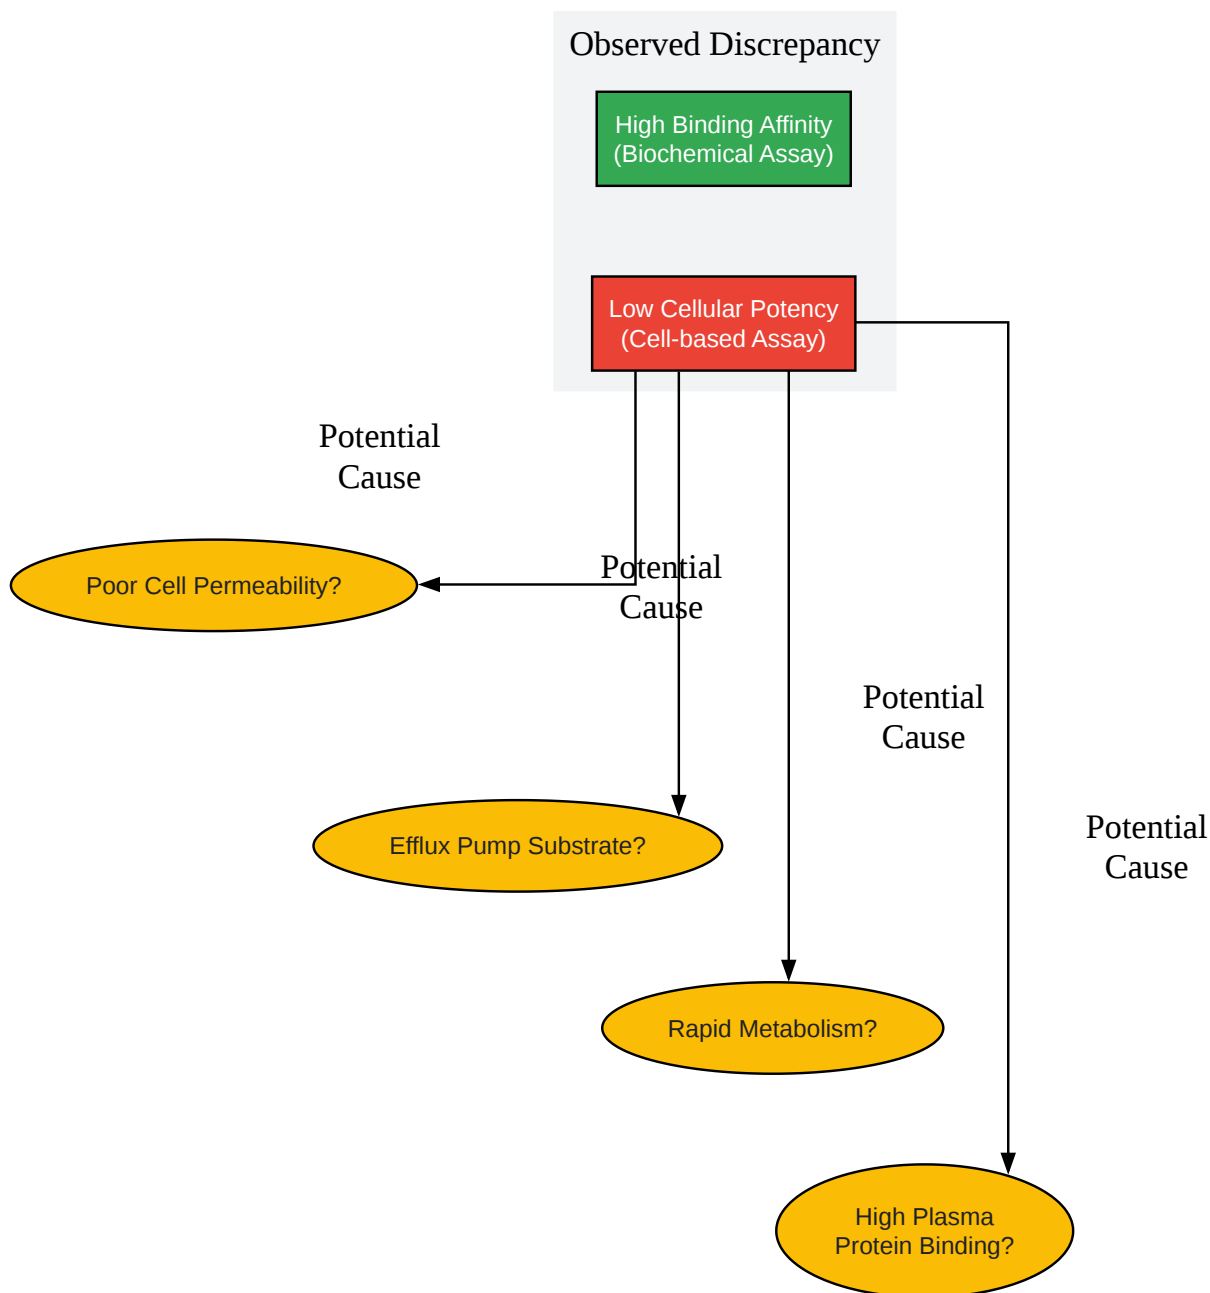 Observed Discrepancy
High Binding Affinity
(Biochemical Assay)
Low Cellular Potency
(Cell-based Assay)
Potential
Cause
Poor Cell Permeability?
Potential
Cause
Potential
Cause
Potential
Cause
Efflux Pump Substrate?
Rapid Metabolism?
High Plasma
Protein Binding?